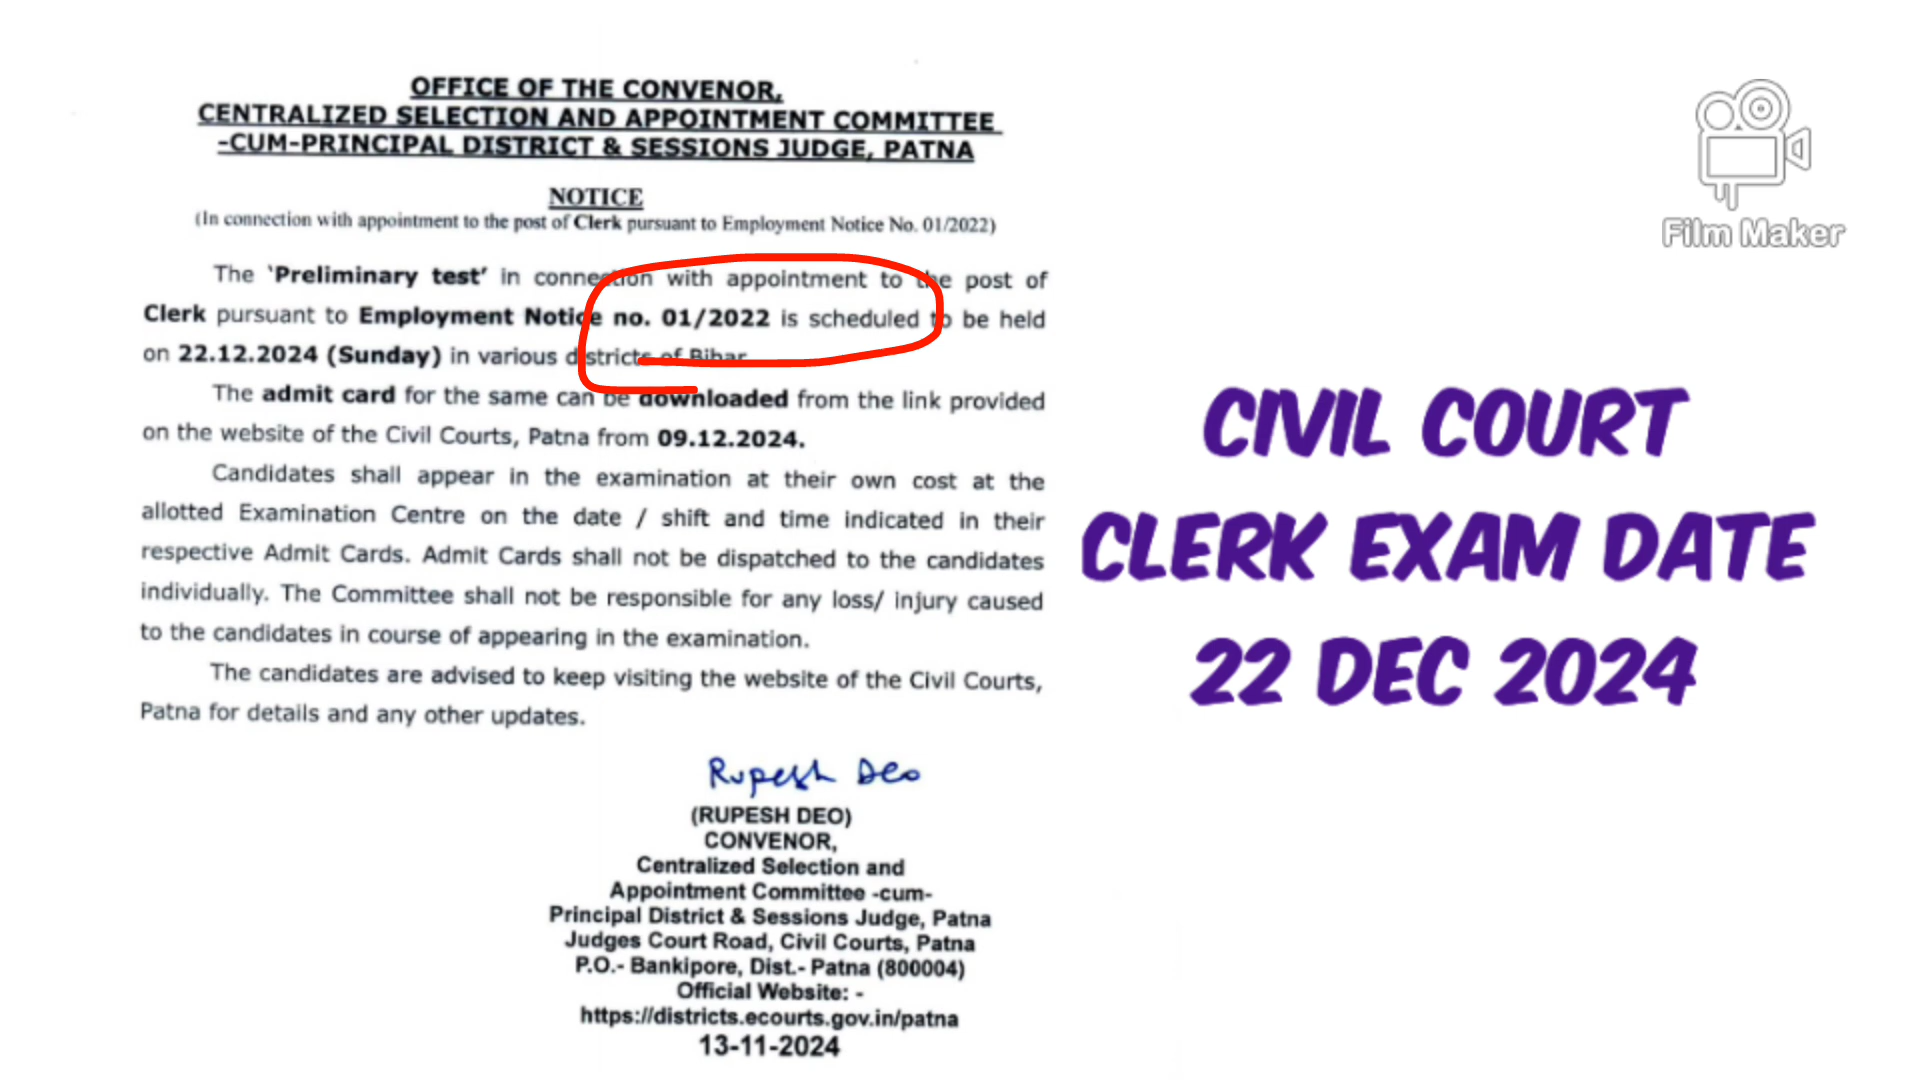 OFFICE OF THE CONVENOR,
CENTRALIZED SELECTION AND APPOINTMENT COMMITTEE
-CUM-PRINCIPAL DISTRICT & SESSIONS JUDGE, PATNA
NOTICE
(In connection with appointment to the post of Clerk pursuant to Employment Notice No. 01/2022)
The 'Preliminary test' in connection with appointment to the post of
Clerk pursuant to Employment Notice no. 01/2022 is scheduled to be held
on 22.12.2024 (Sunday) in various districts of Bihar
The admit card for the same can be downloaded from the link provided
on the website of the Civil Courts, Patna from 09.12.2024.
Candidates shall appear in the examination at their own cost at the
allotted Examination Centre on the date / shift and time indicated in their
respective Admit Cards. Admit Cards shall not be dispatched to the candidates
individually. The Committee shall not be responsible for any loss/ injury caused
to the candidates in course of appearing in the examination.
The candidates are advised to keep visiting the website of the Civil Courts,
Patna for details and any other updates.
Rupesh Deo
(RUPESH DEO)
CONVENOR,
Centralized Selection and
Appointment Committee -cum-
Principal District & Sessions Judge, Patna
Judges Court Road, Civil Courts, Patna
P.O.- Bankipore, Dist.- Patna (800004)
Official Website: -
https://districts.ecourts.gov.in/patna
13-11-2024
Film Maker
CIVIL COURT
CLERK EXAM DATE
22 DEC 2024